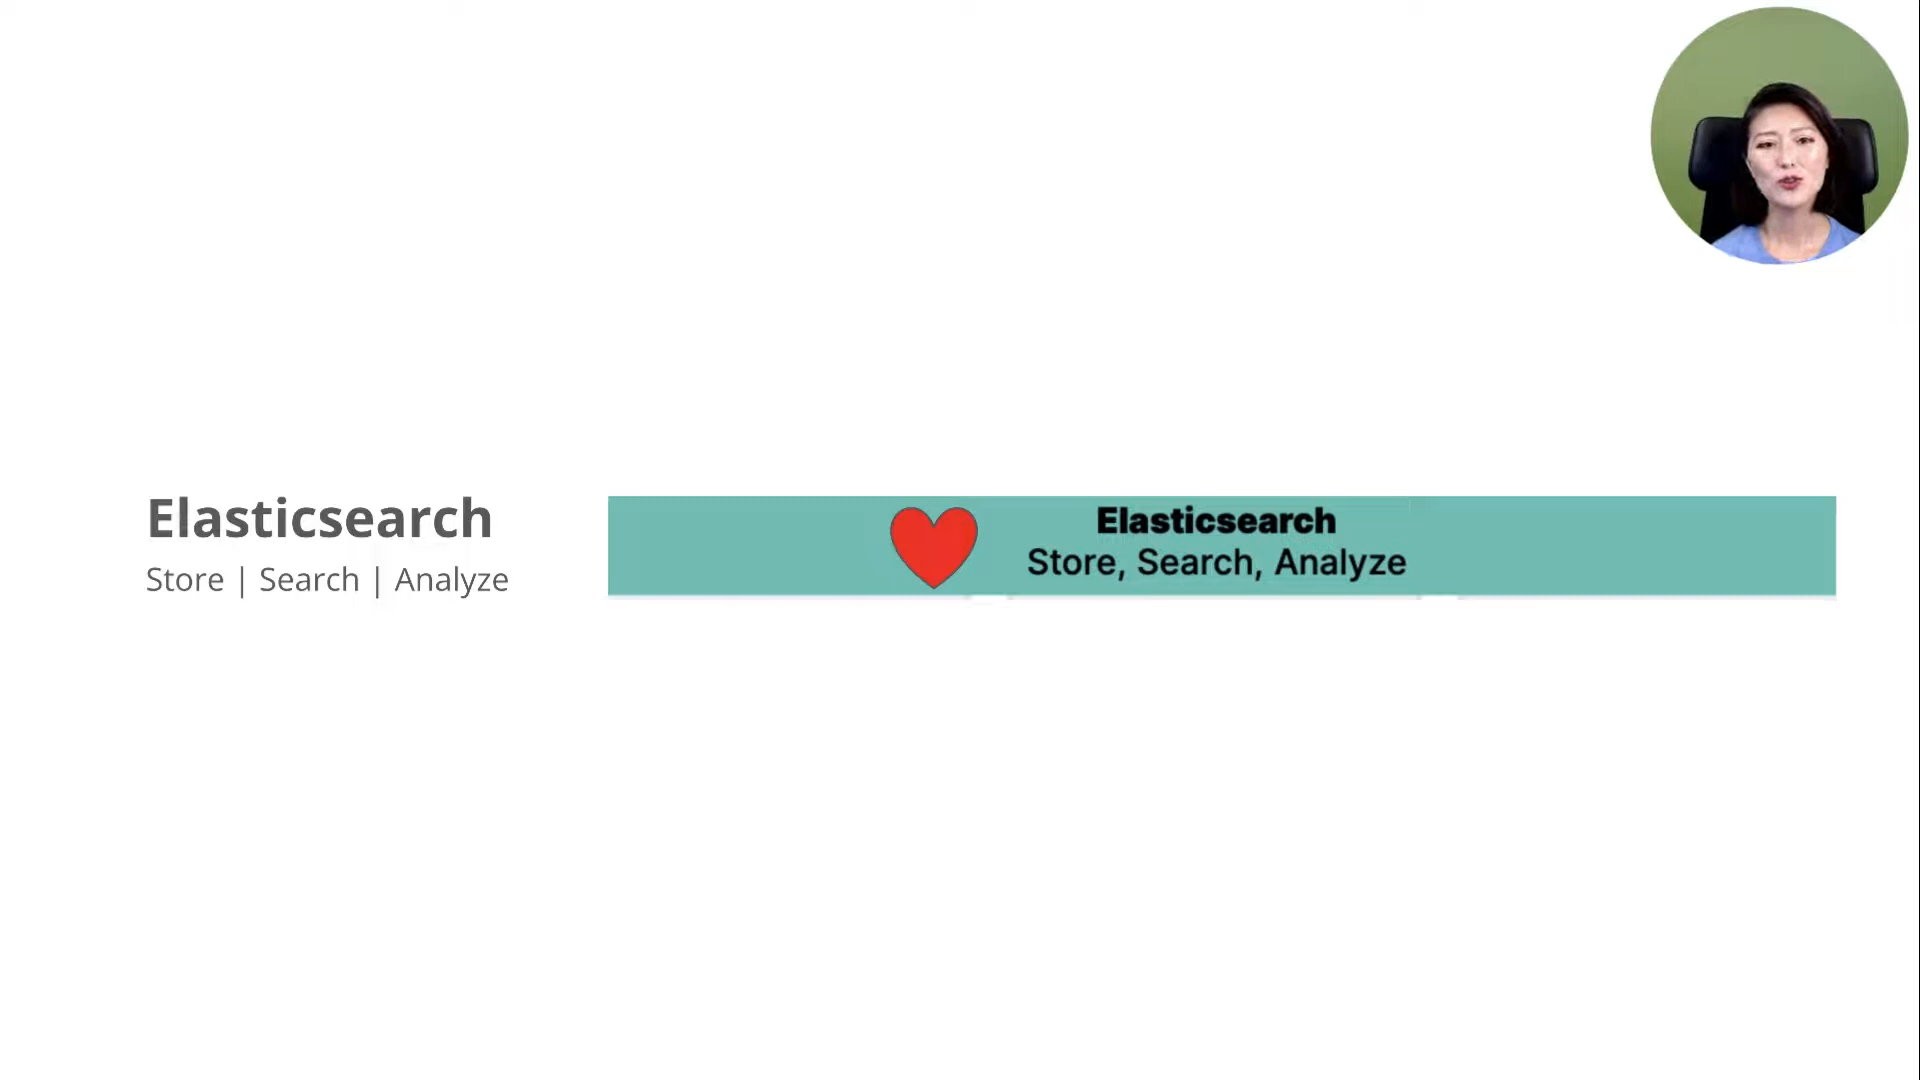 Elasticsearch
Store | Search | Analyze
Elasticsearch
Store, Search, Analyze